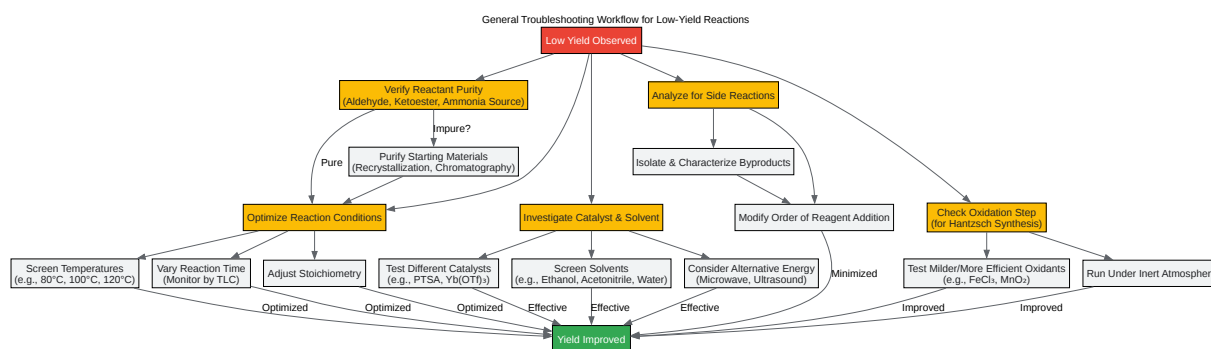 General Troubleshooting Workflow for Low-Yield Reactions
Low Yield Observed
Verify Reactant Purity
(Aldehyde, Ketoester, Ammonia Source)
Analyze for Side Reactions
Impure?
Pure
Purify Starting Materials
(Recrystallization, Chromatography)
Isolate & Characterize Byproducts
Optimize Reaction Conditions
Investigate Catalyst & Solvent
Modify Order of Reagent Addition
Check Oxidation Step
(for Hantzsch Synthesis)
Screen Temperatures
(e.g., 80°C, 100°C, 120°C)
Vary Reaction Time
(Monitor by TLC)
Adjust Stoichiometry
Test Different Catalysts
(e.g., PTSA, Yb(OTf)₃)
Screen Solvents
(e.g., Ethanol, Acetonitrile, Water)
Consider Alternative Energy
(Microwave, Ultrasound)
Minimized
Test Milder/More Efficient Oxidants
(e.g., FeCl₃, MnO₂)
Run Under Inert Atmosphere
Optimized
Optimized
Optimized
Effective
Effective
Effective
Improved
Improved
Yield Improved